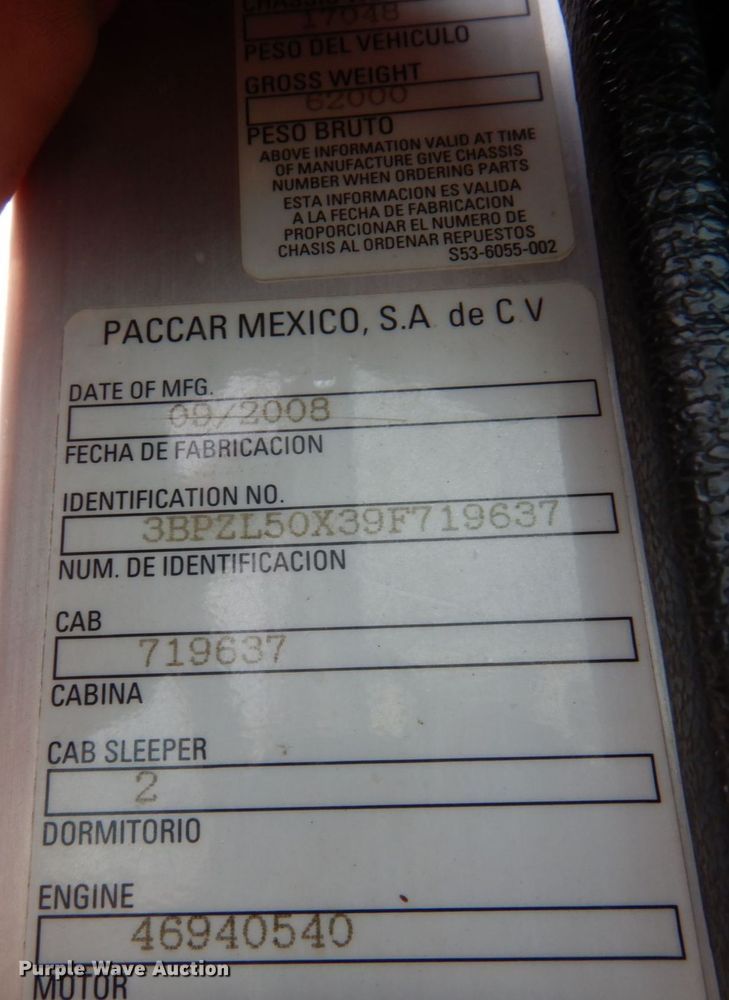 17048
PESO DEL VEHICULO
GROSS WEIGHT
62000
PESO BRUTO
ABOVE INFORMATION VALID AT TIME
OF MANUFACTURE GIVE CHASSIS
NUMBER WHEN ORDERING PARTS
ESTA INFORMACION ES VALIDA
A LA FECHA DE FABRICACION
PROPORCIONAR EL NUMERO DE
CHASIS AL ORDENAR REPUESTOS
S53-6055-002
PACCAR MEXICO, S.A. de C V
DATE OF MFG.
09/2008
FECHA DE FABRICACION
IDENTIFICATION NO.
3BPZL50X39F719637
NUM. DE IDENTIFICACION
CAB
719637
CABINA
CAB SLEEPER
2
DORMITORIO
ENGINE
46940540
MOTOR
Purple Wave Auction